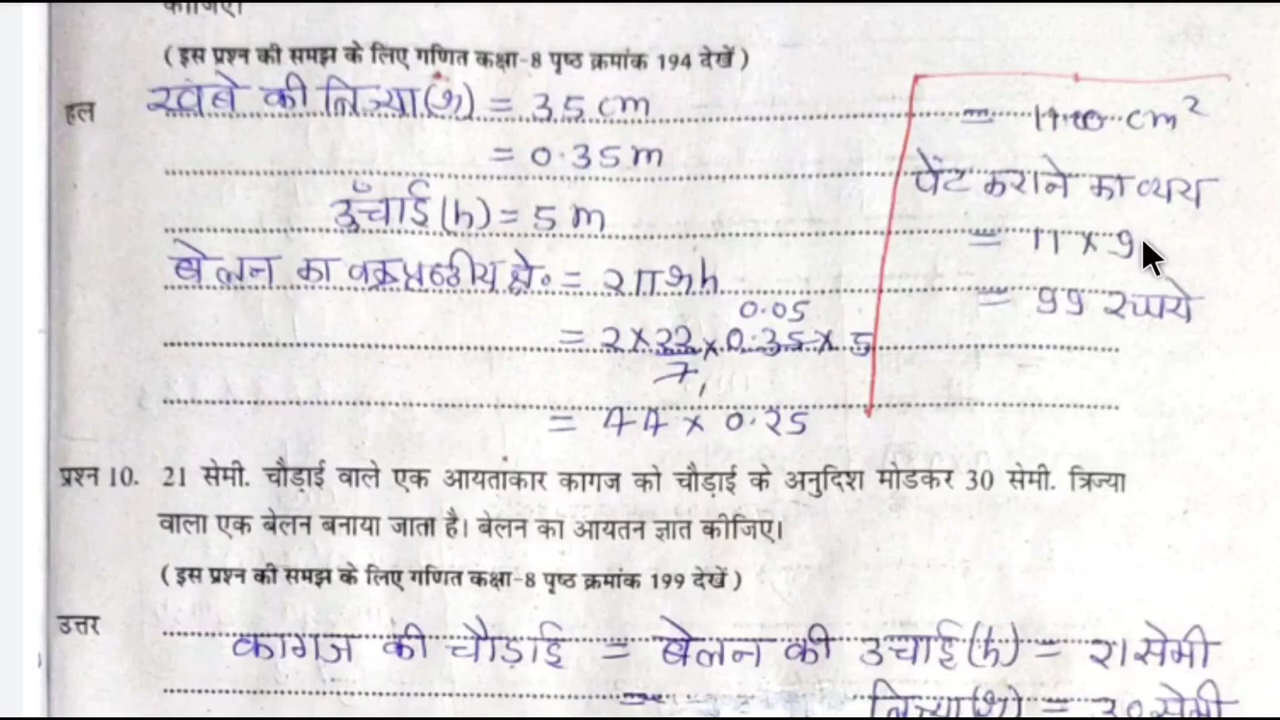 (इस प्रश्न की समझ के लिए गणित कक्षा-8 पृष्ठ क्रमांक 194 देखें)
हल खंबे की त्रिज्या(r) = 35 cm
= 0.35 m
ऊँचाई(h) = 5 m
बेलन का वक्रपृष्ठीय क्षे॰ = 2πrh
0.05
= 2 × 22/7 × 0.35 × 5
= 44 × 0.25
= 11.00 cm²
पेंट कराने का व्यय
= 11 × 9
= 99 रुपये
प्रश्न 10. 21 सेमी. चौड़ाई वाले एक आयतांकार कागज को चौड़ाई के अनुदिश मोडकर 30 सेमी. त्रिज्या
वाला एक बेलन बनाया जाता है। बेलन का आयतन ज्ञात कीजिए।
(इस प्रश्न की समझ के लिए गणित कक्षा-8 पृष्ठ क्रमांक 199 देखें)
उत्तर कागज की चौड़ाई = बेलन की उचाई(h) = 21सेमी
त्रिज्या(r) = 30सेमी